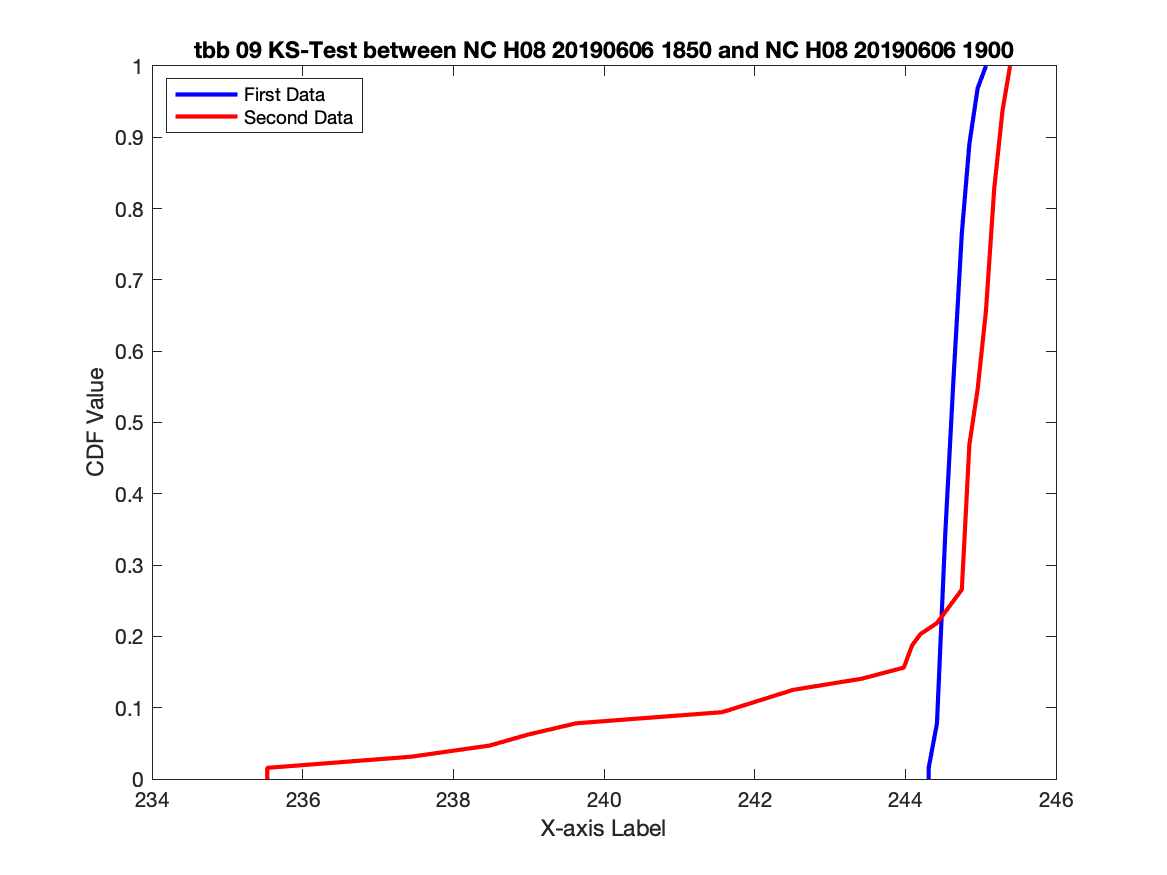 tbb 09 KS-Test between NC H08 20190606 1850 and NC H08 20190606 1900
First Data
Second Data
1
0.9
0.8
0.7
0.6
0.5
0.4
0.3
0.2
0.1
0
CDF Value
234 236 238 240 242 244 246
X-axis Label